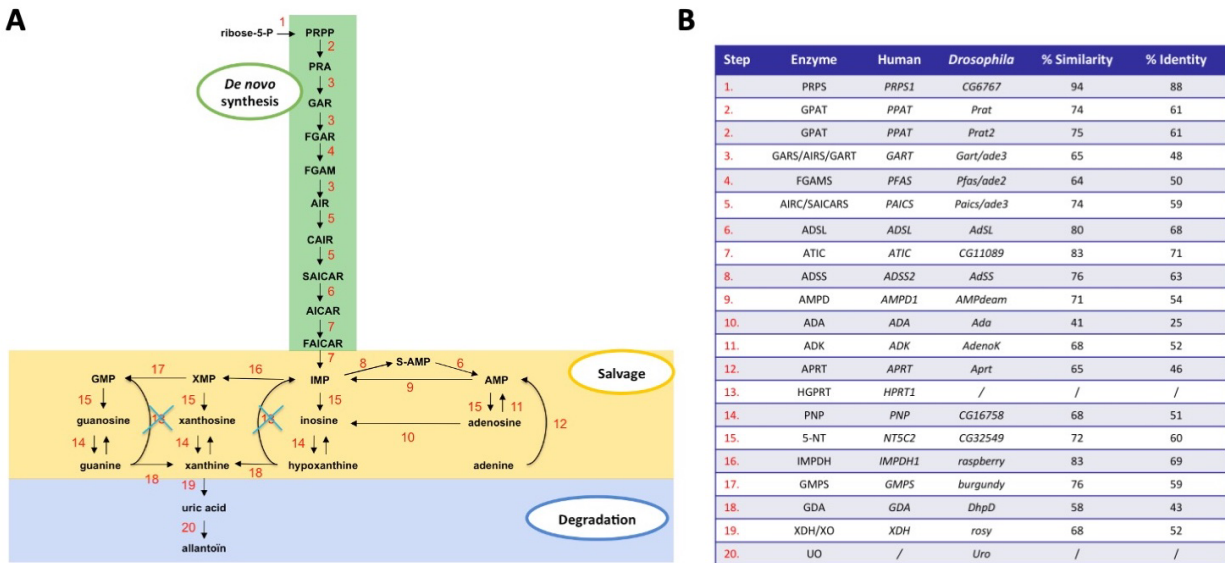 A
ribose-5-P
1
PRPP
2
PRA
3
De novo
synthesis
GAR
3
FGAR
4
FGAM
3
AIR
5
CAIR
5
SAICAR
6
AICAR
7
FAICAR
7
8
S-AMP
6
Salvage
GMP
17
XMP
16
IMP
9
AMP
15
15
15
15
11
guanosine
13
xanthosine
13
inosine
adenosine
12
14
14
14
10
guanine
xanthine
hypoxanthine
adenine
18
18
19
uric acid
Degradation
20
allantoïn
B
Step Enzyme Human Drosophila % Similarity % Identity
1. PRPS PRPS1 CG6767 94 88
2. GPAT PPAT Prat 74 61
2. GPAT PPAT Prat2 75 61
3. GARS/AIRS/GART GART Gart/ade3 65 48
4. FGAMS PFAS Pfas/ade2 64 50
5. AIRC/SAICARS PAICS Paics/ade3 74 59
6. ADSL ADSL AdSL 80 68
7. ATIC ATIC CG11089 83 71
8. ADSS ADSS2 AdSS 76 63
9. AMPD AMPD1 AMPdeam 71 54
10. ADA ADA Ada 41 25
11. ADK ADK AdenoK 68 52
12. APRT APRT Aprt 65 46
13. HGPRT HPRT1 / / /
14. PNP PNP CG16758 68 51
15. 5-NT NT5C2 CG32549 72 60
16. IMPDH IMPDH1 raspberry 83 69
17. GMPS GMPS burgundy 76 59
18. GDA GDA DhpD 58 43
19. XDH/XO XDH rosy 68 52
20. UO / Uro / /